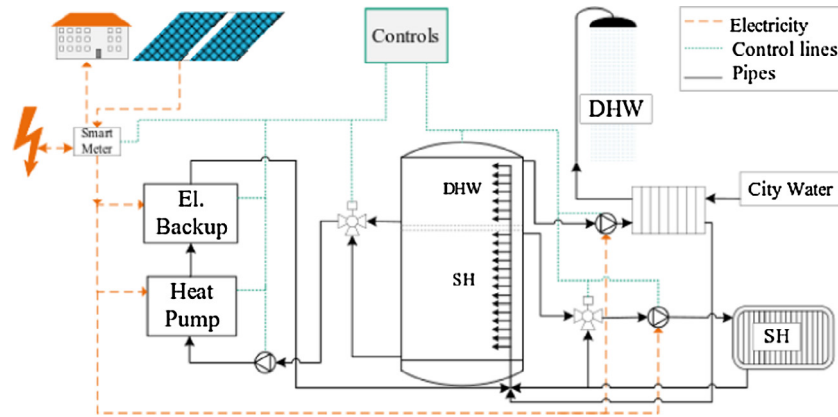 Controls
Electricity
Control lines
Pipes
DHW
Smart
Meter
El.
Backup
DHW
City Water
Heat
Pump
SH
SH